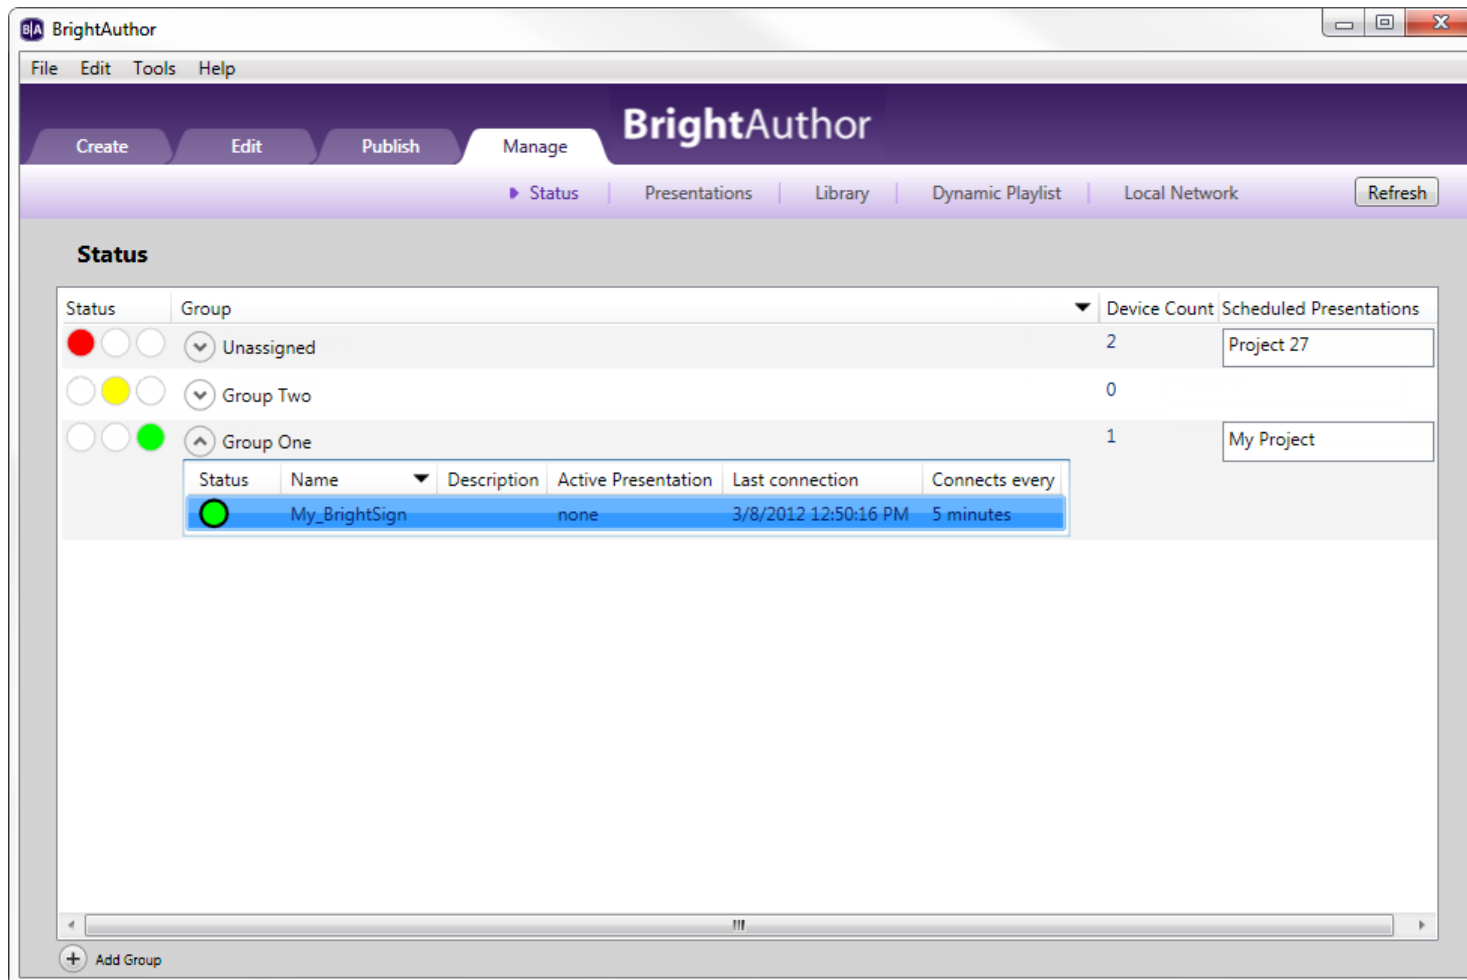 B|A BrightAuthor
File Edit Tools Help
BrightAuthor
Create Edit Publish Manage
Status Presentations Library Dynamic Playlist Local Network Refresh
Status
Status Group Device Count Scheduled Presentations
Unassigned 2 Project 27
Group Two 0
Group One 1 My Project
Status Name Description Active Presentation Last connection Connects every
My_BrightSign none 3/8/2012 12:50:16 PM 5 minutes
Add Group